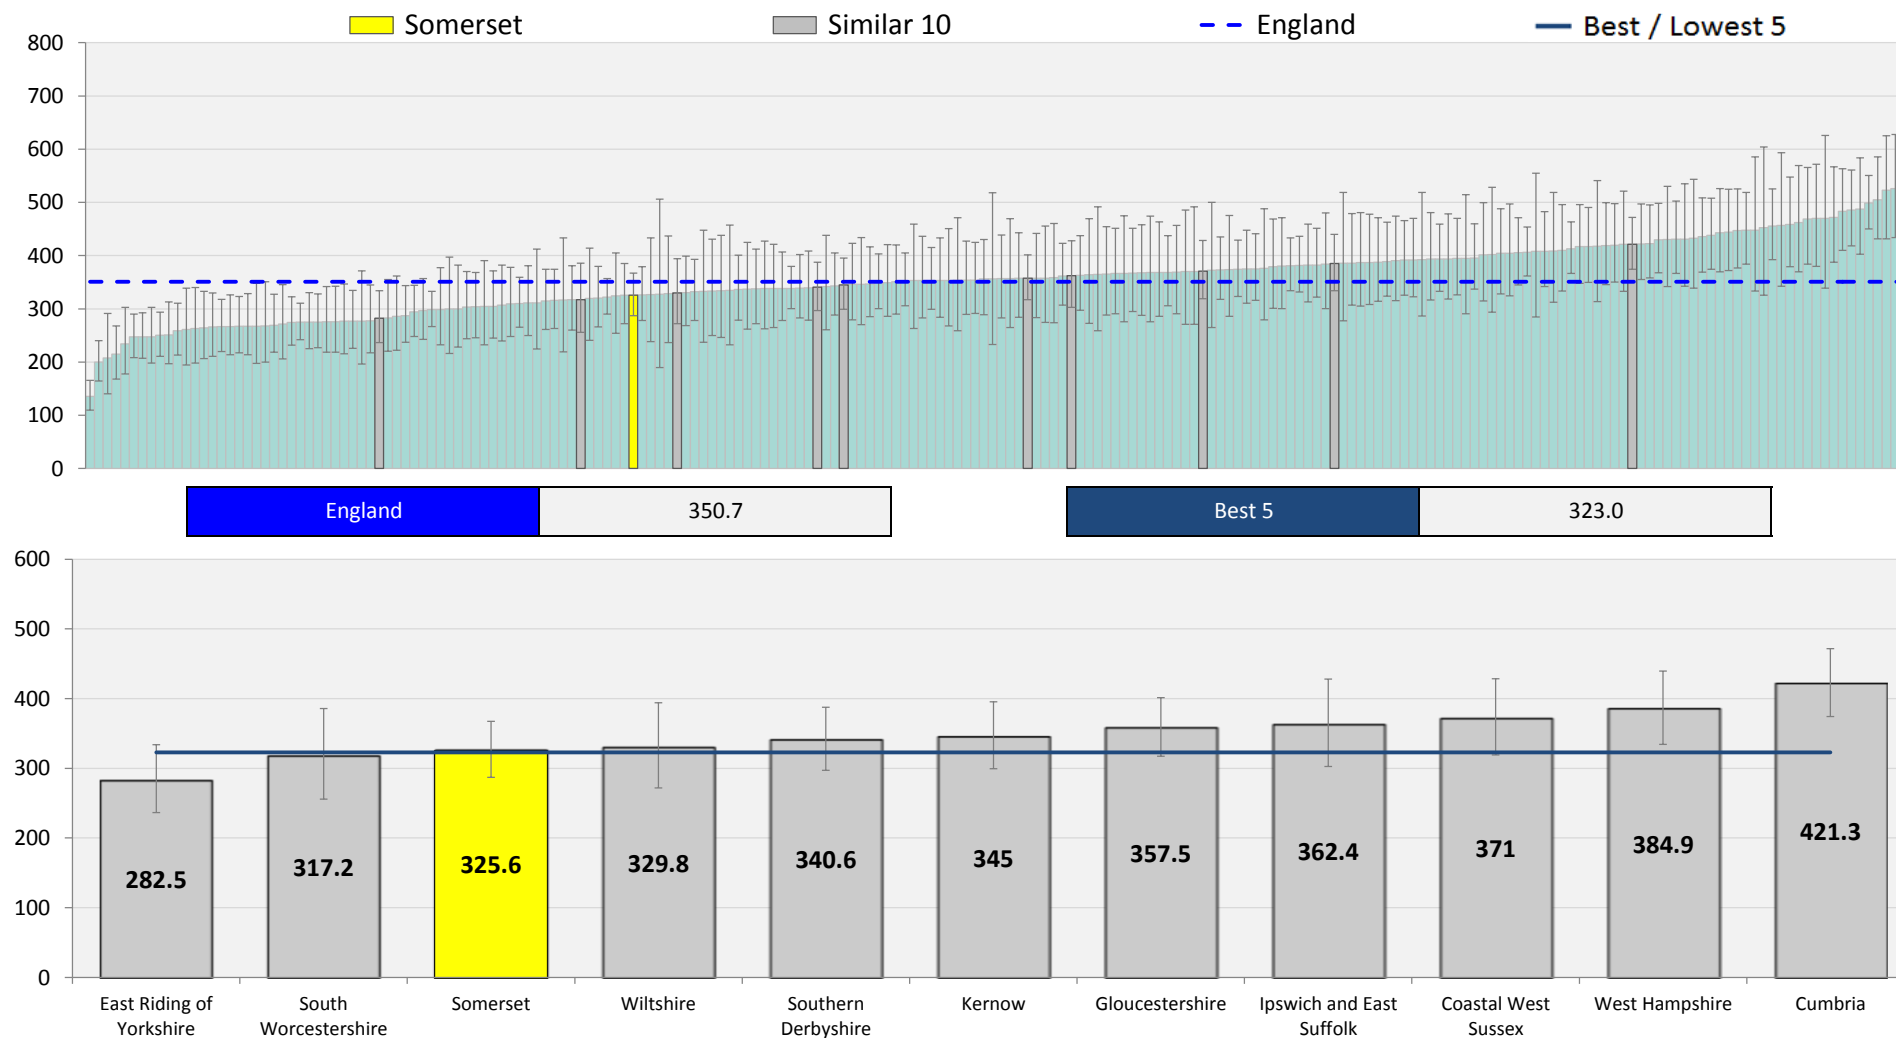 Somerset
Similar 10
England
Best / Lowest 5
800
700
600
500
400
300
200
100
0
England 350.7
Best 5 323.0
600
500
400
300
200
100
0
282.5
317.2
325.6
329.8
340.6
345
357.5
362.4
371
384.9
421.3
East Riding of
Yorkshire
South
Worcestershire
Somerset
Wiltshire
Southern
Derbyshire
Kernow
Gloucestershire
Ipswich and East
Suffolk
Coastal West
Sussex
West Hampshire
Cumbria